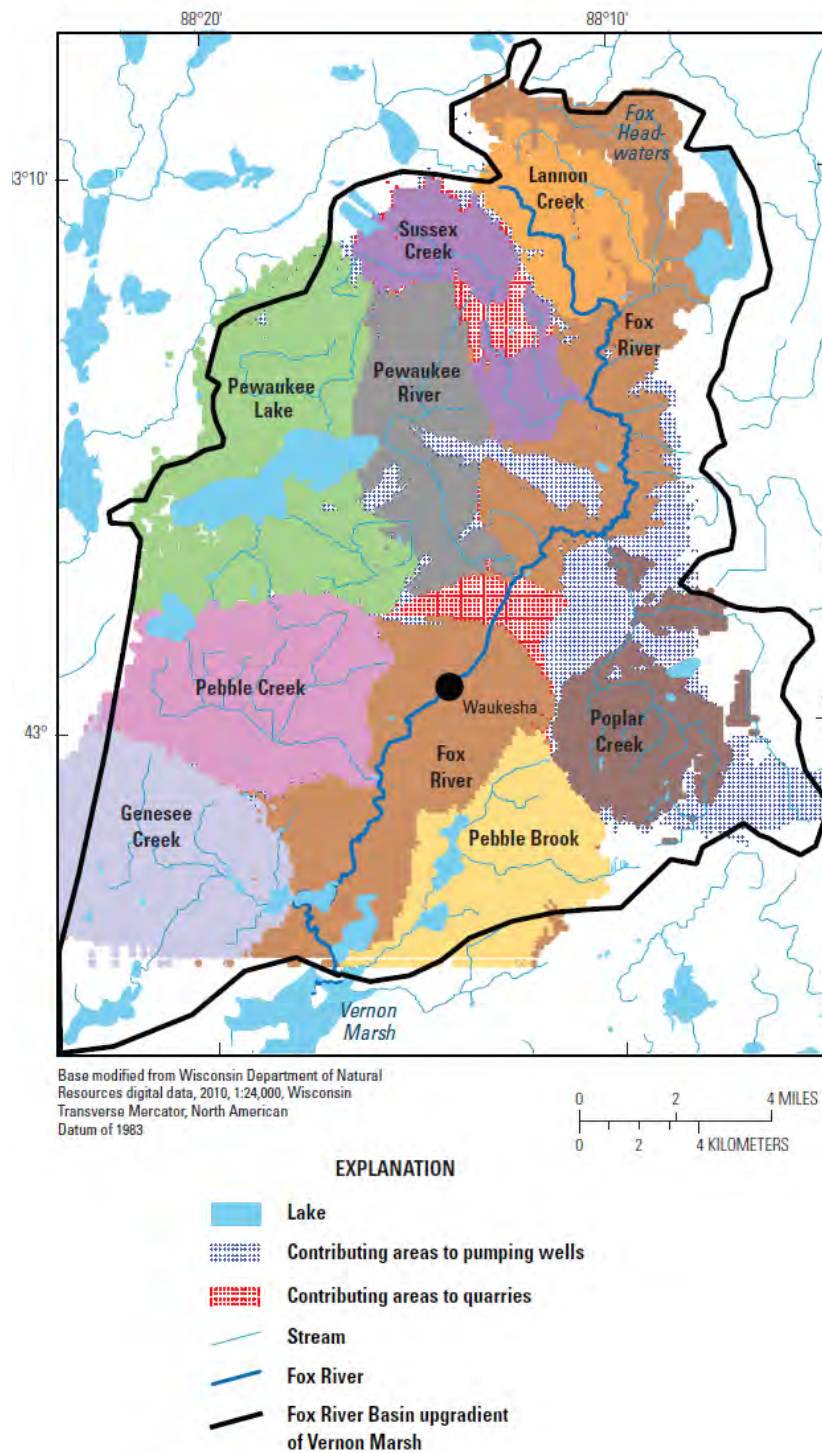 88°20'
88°10'
Fox
Head-
waters
Lannon
Creek
3°10'
Sussex
Creek
Fox
River
Pewaukee
Lake
Pewaukee
River
Pebble Creek
Waukesha
Poplar
Creek
43°
Fox
River
Genesee
Creek
Pebble Brook
Vernon
Marsh
Base modified from Wisconsin Department of Natural
Resources digital data, 2010, 1:24,000, Wisconsin
Transverse Mercator, North American
Datum of 1983
0 2 4 MILES
0 2 4 KILOMETERS
EXPLANATION
Lake
Contributing areas to pumping wells
Contributing areas to quarries
Stream
Fox River
Fox River Basin upgradient
of Vernon Marsh